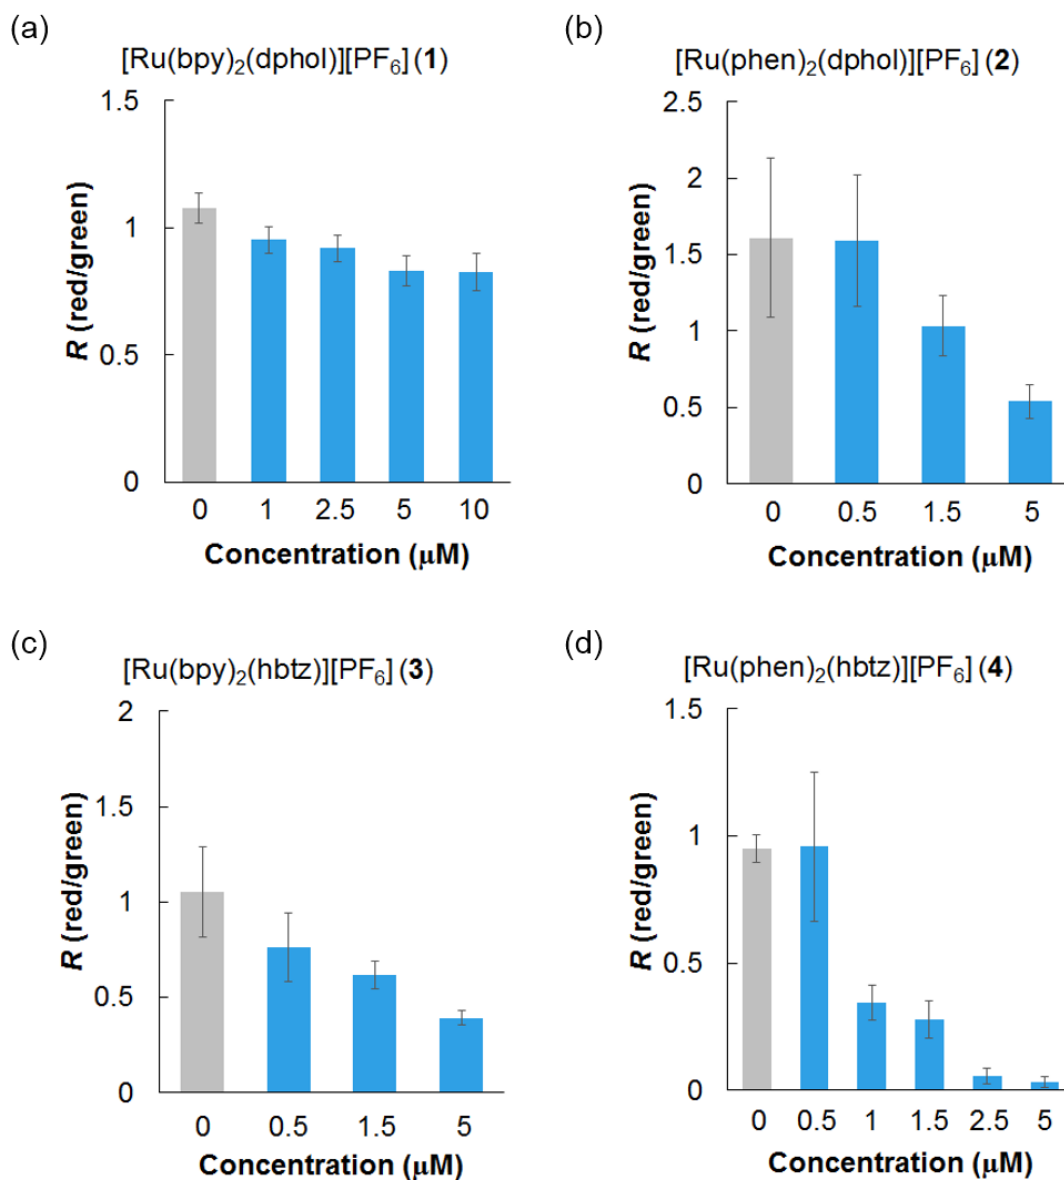 (a)
[Ru(bpy)₂(dphol)][PF₆] (1)
1.5
1
0.5
0
R (red/green)
0 1 2.5 5 10
Concentration (μM)
(b)
[Ru(phen)₂(dphol)][PF₆] (2)
2.5
2
1.5
1
0.5
0
R (red/green)
0 0.5 1.5 5
Concentration (μM)
(c)
[Ru(bpy)₂(hbtz)][PF₆] (3)
2
1.5
1
0.5
0
R (red/green)
0 0.5 1.5 5
Concentration (μM)
(d)
[Ru(phen)₂(hbtz)][PF₆] (4)
1.5
1
0.5
0
R (red/green)
0 0.5 1 1.5 2.5 5
Concentration (μM)